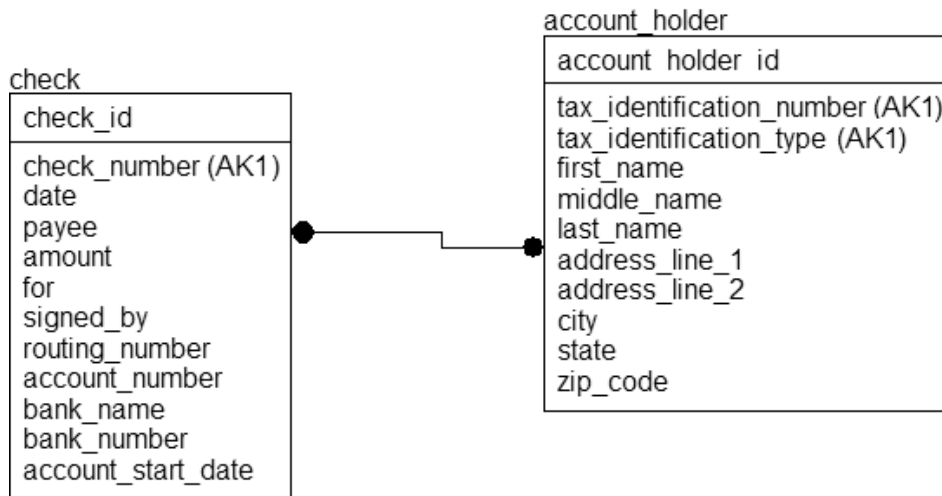 check
check_id
check_number (AK1)
date
payee
amount
for
signed_by
routing_number
account_number
bank_name
bank_number
account_start_date
account_holder
account_holder_id
tax_identification_number (AK1)
tax_identification_type (AK1)
first_name
middle_name
last_name
address_line_1
address_line_2
city
state
zip_code